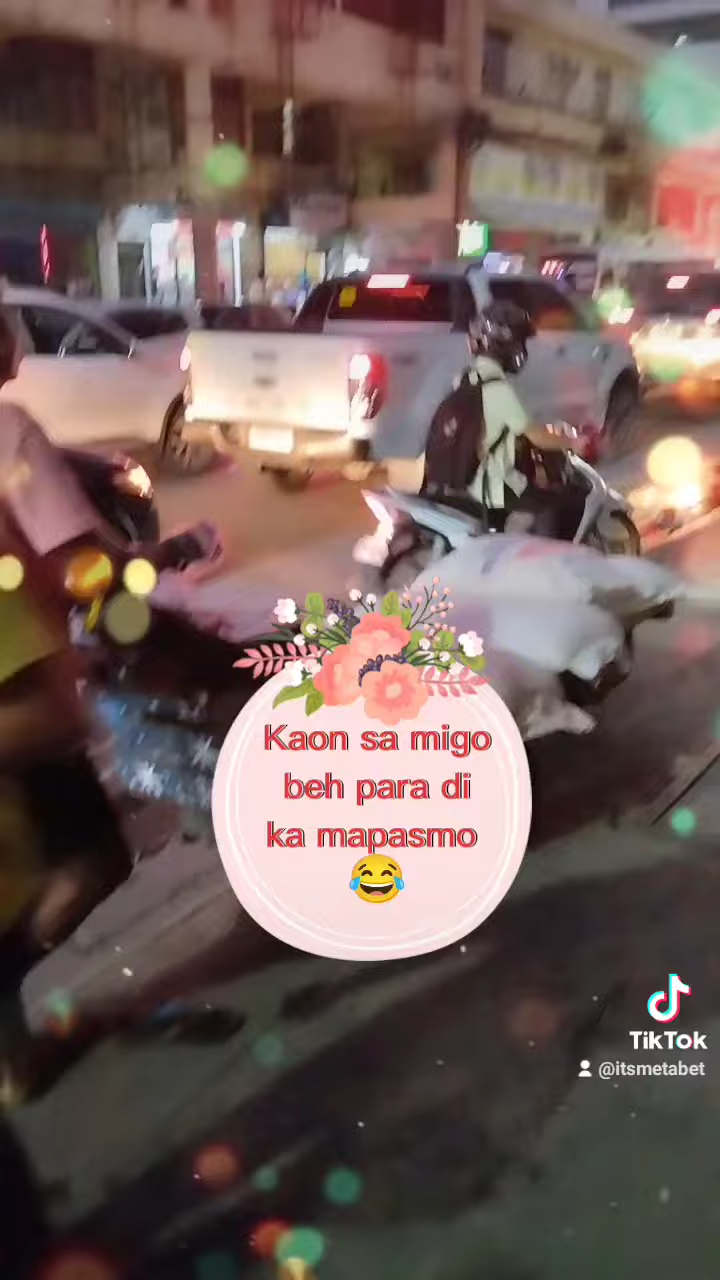 Kaon sa migo
beh para di
ka mapasmo
😂
TikTok
@itsmetabet